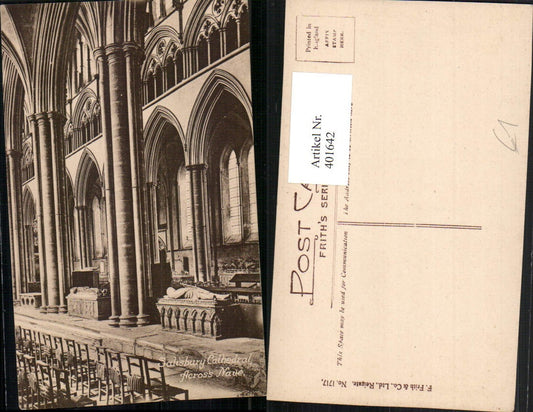 Salisbury Cathedral
Across Nave.
Printed in
England
AFFIX
STAMP
HERE.
Artikel Nr.
401642
POST CA
FRITH'S SER
The Address
This Space may be used for Communication
F. Frith & Co., Ltd. Reigate. No. 1717.